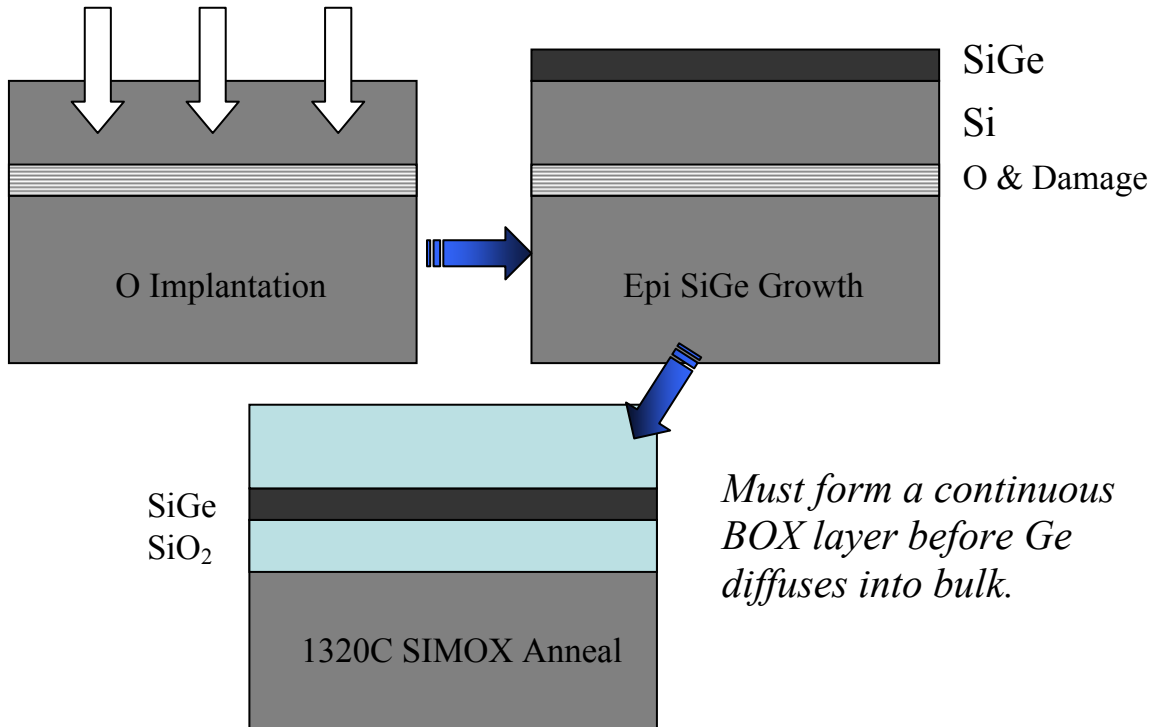 SiGe
Si
O & Damage
O Implantation
Epi SiGe Growth
SiGe
SiO₂
Must form a continuous
BOX layer before Ge
diffuses into bulk.
1320C SIMOX Anneal